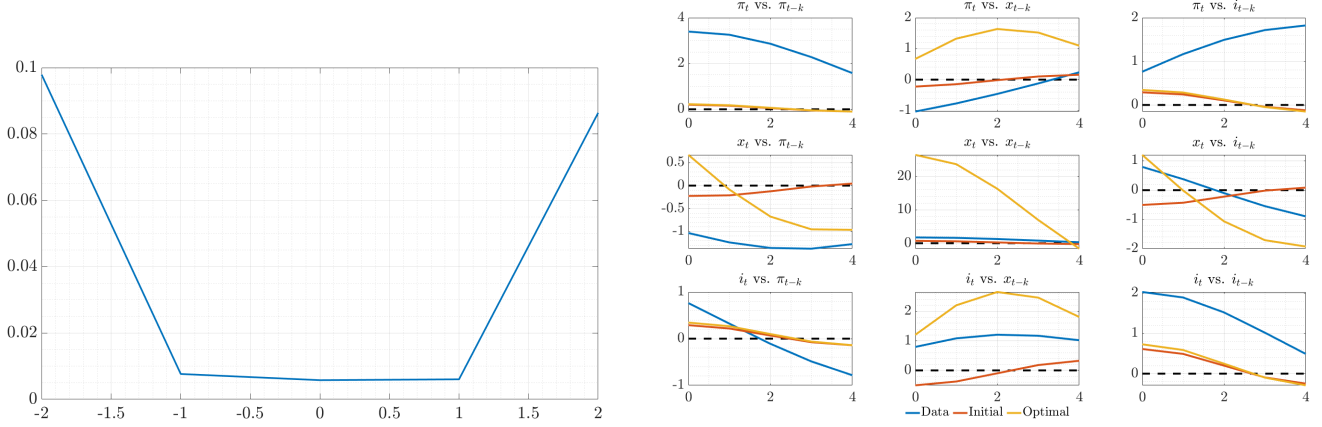 0.1
0.08
0.06
0.04
0.02
0
-2 -1.5 -1 -0.5 0 0.5 1 1.5 2
π_t vs. π_{t−k}
4
2
0
0 2 4
π_t vs. x_{t−k}
2
1
0
-1
0 2 4
π_t vs. i_{t−k}
2
1
0
0 2 4
x_t vs. π_{t−k}
0.5
0
-0.5
-1
0 2 4
x_t vs. x_{t−k}
20
10
0
0 2 4
x_t vs. i_{t−k}
1
0
-1
-2
0 2 4
i_t vs. π_{t−k}
1
0
-1
0 2 4
i_t vs. x_{t−k}
2
1
0
0 2 4
i_t vs. i_{t−k}
2
1
0
0 2 4
Data Initial Optimal